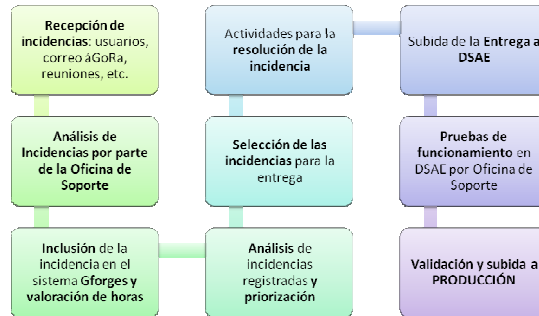 Recepción de
incidencias: usuarios,
correo áGoRa,
reuniones, etc.
Análisis de
Incidencias por parte
de la Oficina de
Soporte
Inclusión de la
incidencia en el
sistema Gforges y
valoración de horas
Análisis de
incidencias
registradas y
priorización
Selección de las
incidencias para la
entrega
Actividades para la
resolución de la
incidencia
Subida de la Entrega a
DSAE
Pruebas de
funcionamiento en
DSAE por Oficina de
Soporte
Validación y subida a
PRODUCCIÓN